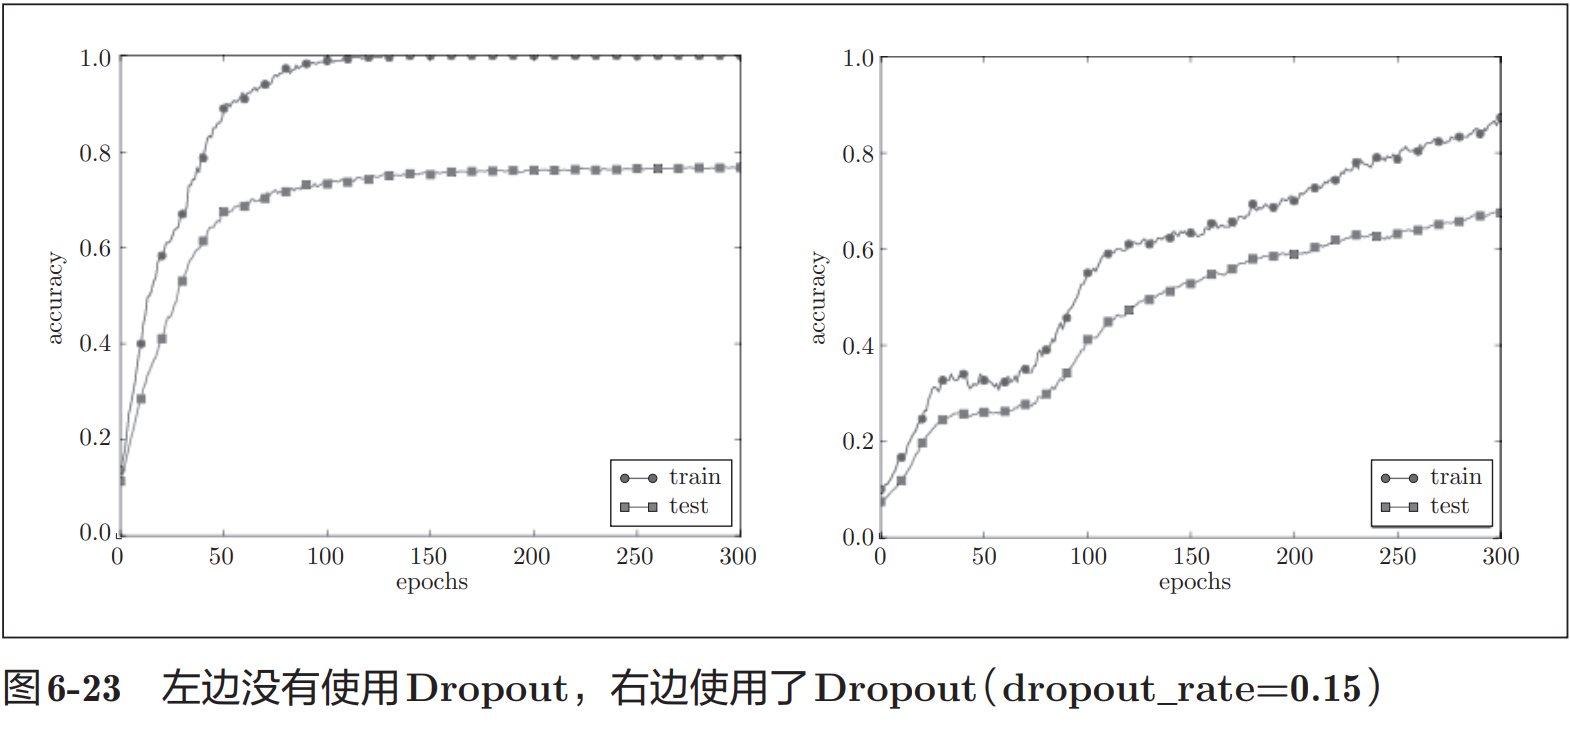 1.0
0.8
0.6
0.4
0.2
0.0
accuracy
0 50 100 150 200 250 300
epochs
train
test
1.0
0.8
0.6
0.4
0.2
0.0
accuracy
0 50 100 150 200 250 300
epochs
train
test
图6-23 左边没有使用Dropout，右边使用了Dropout(dropout_rate=0.15)